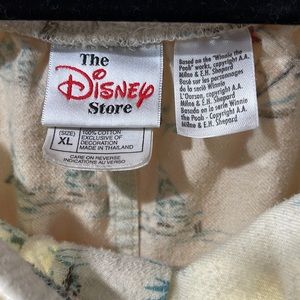 The
Disney
Store
SIZE
XL
100% COTTON
EXCLUSIVE OF
DECORATION
MADE IN THAILAND
CARE ON REVERSE
INDICATIONS AU VERSO
Based on the "Winnie the
Pooh" works, copyright A.A.
Milne & E.H. Shepard
Basé sur les personnages
de la série Winnie
L'Ourson, copyright A.A.
Milne & E.H. Shepard
Basado en la serie Winnie
the Pooh - Copyright A.A.
Milne & E.H. Shepard